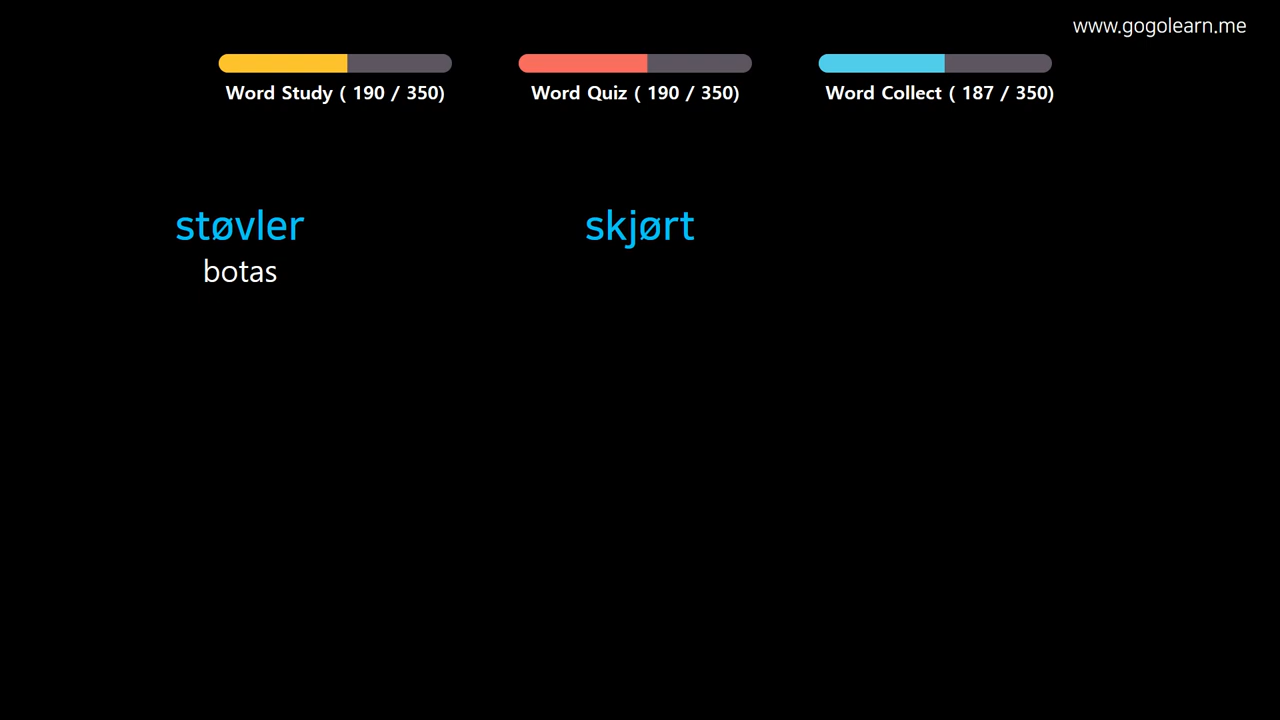 www.gogolearn.me
Word Study ( 190 / 350)
Word Quiz ( 190 / 350)
Word Collect ( 187 / 350)
støvler
botas
skjørt